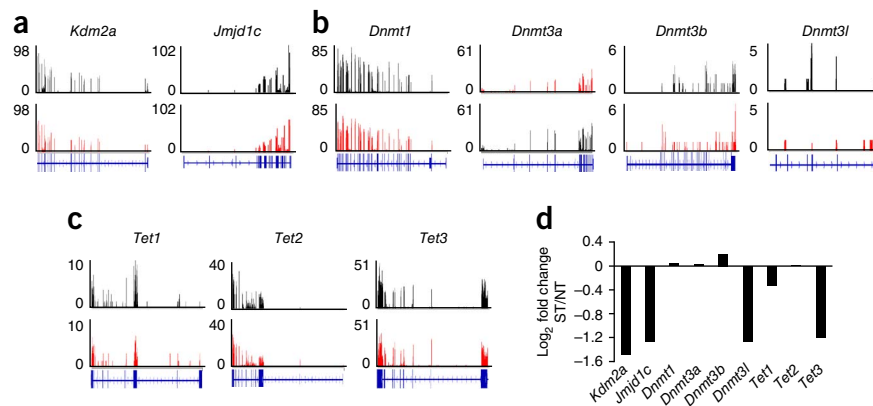 a
Kdm2a
Jmjd1c
98
0
98
0
102
0
102
0
b
Dnmt1
Dnmt3a
Dnmt3b
Dnmt3l
85
0
85
0
61
0
61
0
6
0
6
0
5
0
5
0
c
Tet1
Tet2
Tet3
10
0
10
0
40
0
40
0
51
0
51
0
d
Log2 fold change
ST/NT
0.4
0
−0.4
−0.8
−1.2
−1.6
Kdm2a
Jmjd1c
Dnmt1
Dnmt3a
Dnmt3b
Dnmt3l
Tet1
Tet2
Tet3